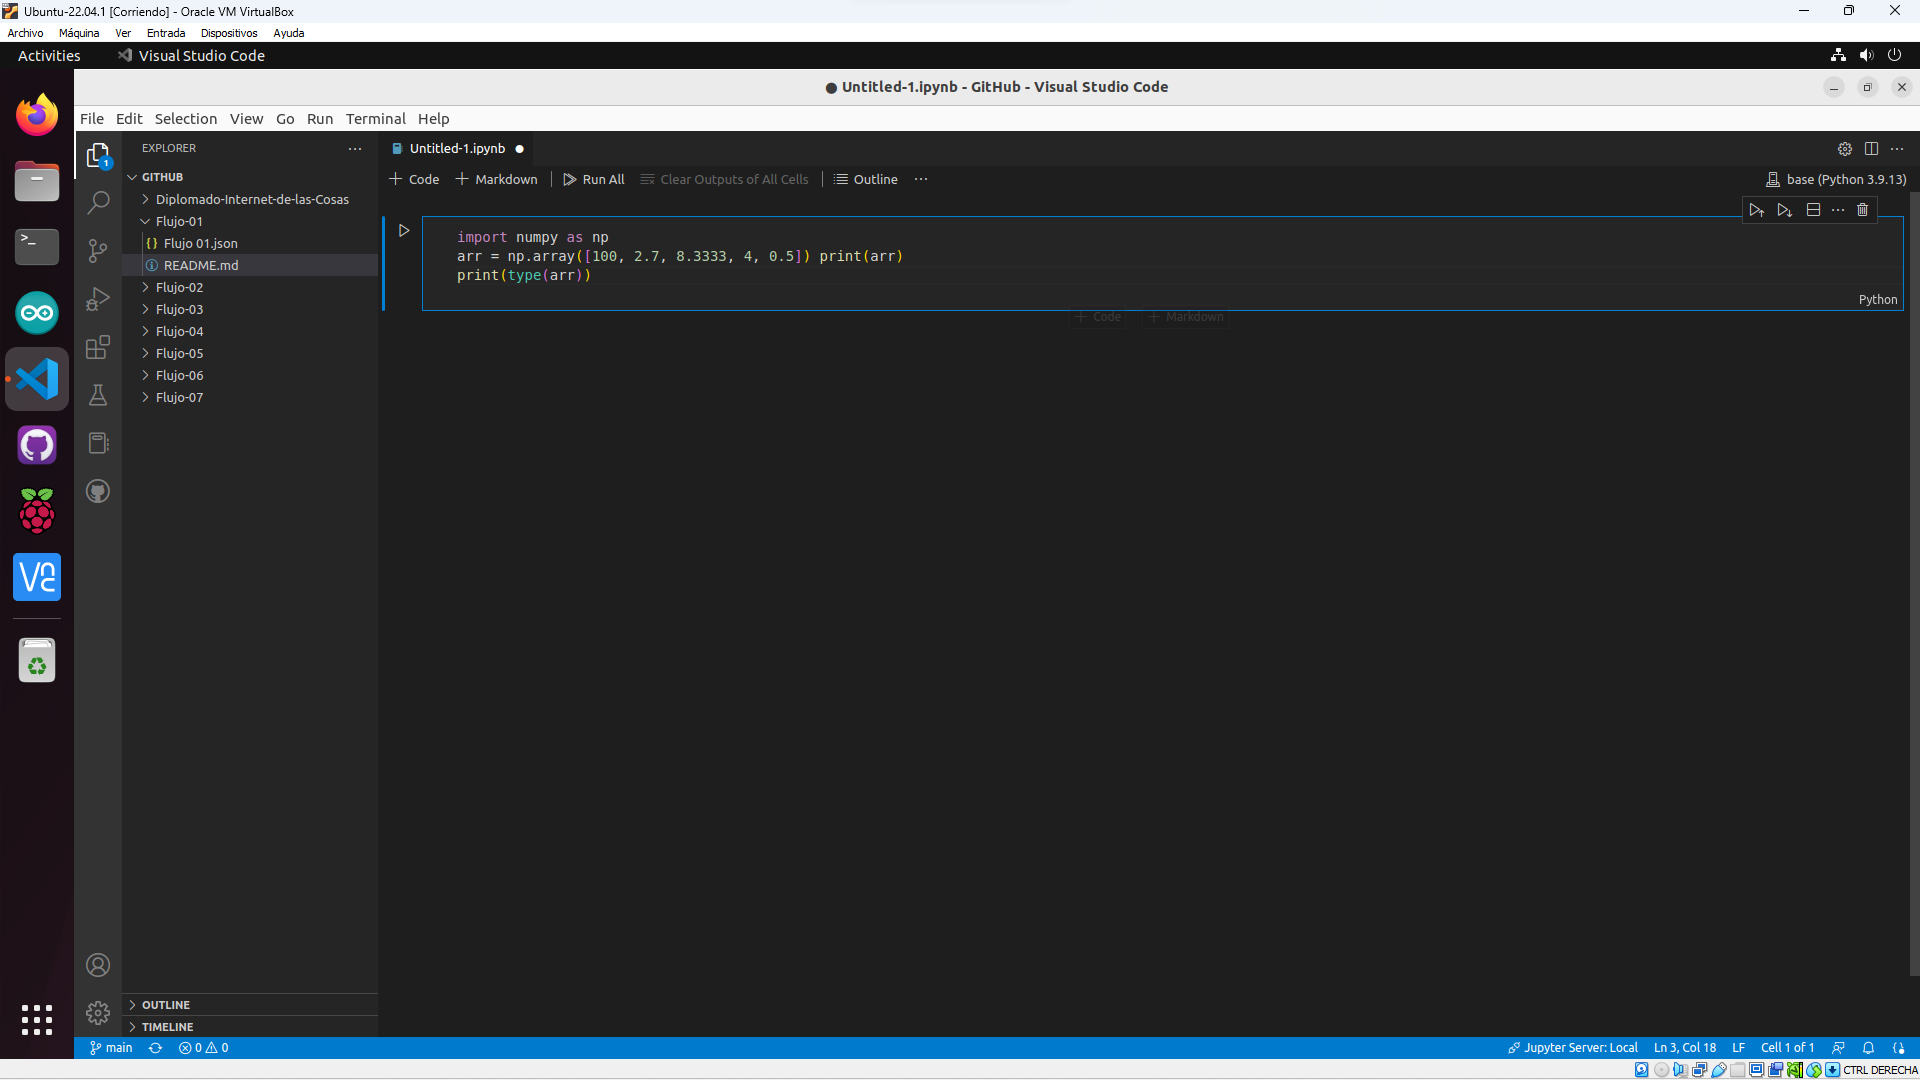 Ubuntu-22.04.1 [Corriendo] - Oracle VM VirtualBox
Archivo Máquina Ver Entrada Dispositivos Ayuda
Activities Visual Studio Code
● Untitled-1.ipynb - GitHub - Visual Studio Code
File Edit Selection View Go Run Terminal Help
1
EXPLORER
GITHUB
Diplomado-Internet-de-las-Cosas
Flujo-01
{} Flujo 01.json
README.md
Flujo-02
Flujo-03
Flujo-04
Flujo-05
Flujo-06
Flujo-07
OUTLINE
TIMELINE
Untitled-1.ipynb
+ Code + Markdown Run All Clear Outputs of All Cells Outline ···
base (Python 3.9.13)
import numpy as np
arr = np.array([100, 2.7, 8.3333, 4, 0.5]) print(arr)
print(type(arr))
Python
+ Code + Markdown
main 0 0
Jupyter Server: Local Ln 3, Col 18 LF Cell 1 of 1
CTRL DERECHA